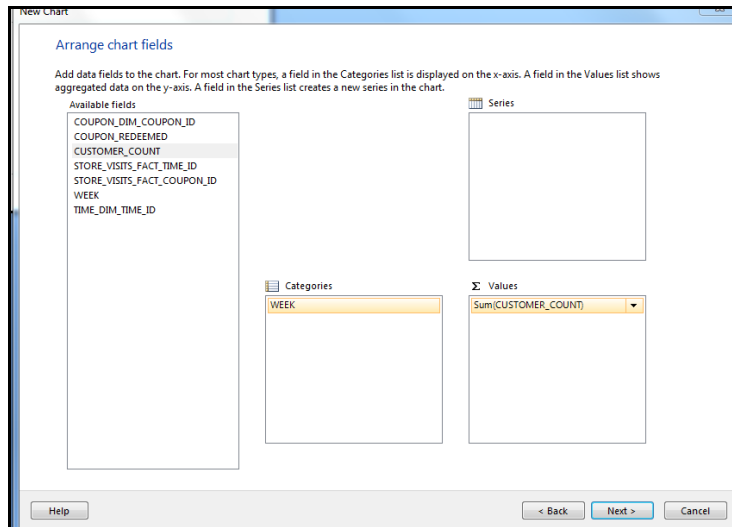 New Chart
Arrange chart fields
Add data fields to the chart. For most chart types, a field in the Categories list is displayed on the x-axis. A field in the Values list shows
aggregated data on the y-axis. A field in the Series list creates a new series in the chart.
Available fields
Series
COUPON_DIM_COUPON_ID
COUPON_REDEEMED
CUSTOMER_COUNT
STORE_VISITS_FACT_TIME_ID
STORE_VISITS_FACT_COUPON_ID
WEEK
TIME_DIM_TIME_ID
Categories
Σ Values
WEEK
Sum(CUSTOMER_COUNT)
Help
< Back
Next >
Cancel